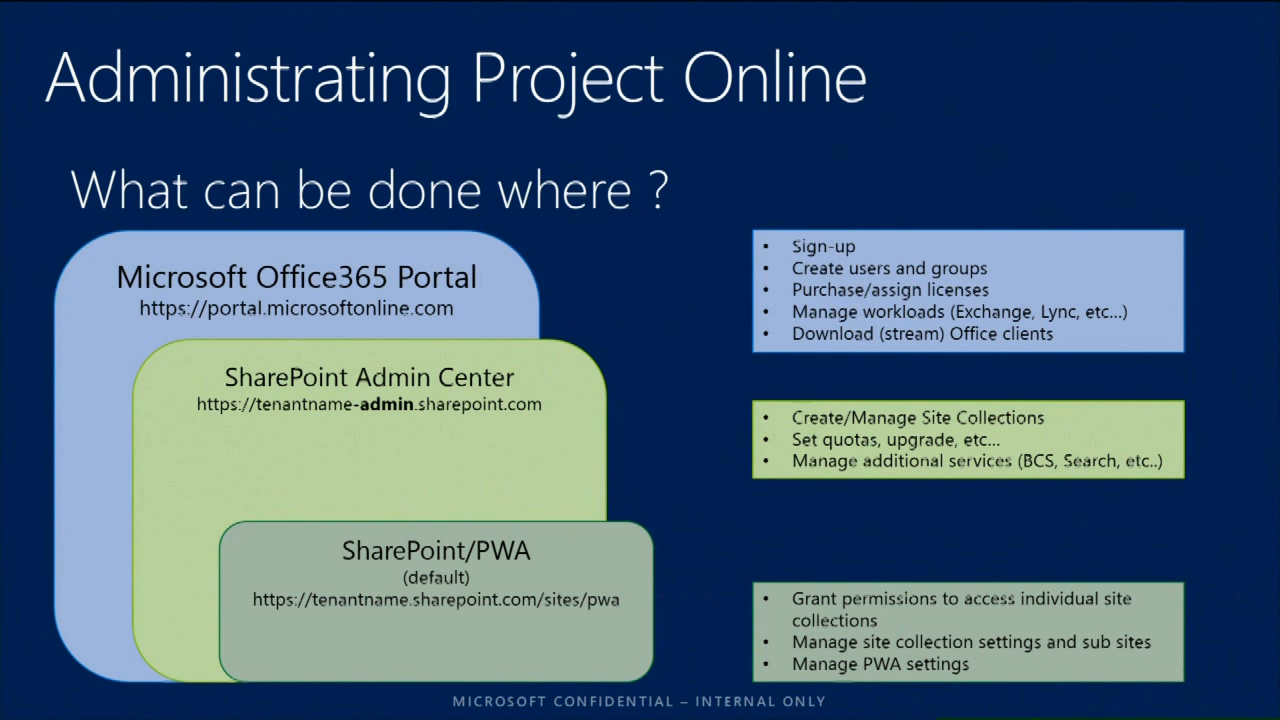 Administrating Project Online
What can be done where ?
Microsoft Office365 Portal
https://portal.microsoftonline.com
SharePoint Admin Center
https://tenantname-admin.sharepoint.com
SharePoint/PWA
(default)
https://tenantname.sharepoint.com/sites/pwa
• Sign-up
• Create users and groups
• Purchase/assign licenses
• Manage workloads (Exchange, Lync, etc...)
• Download (stream) Office clients
• Create/Manage Site Collections
• Set quotas, upgrade, etc...
• Manage additional services (BCS, Search, etc..)
• Grant permissions to access individual site
collections
• Manage site collection settings and sub sites
• Manage PWA settings
MICROSOFT CONFIDENTIAL – INTERNAL ONLY